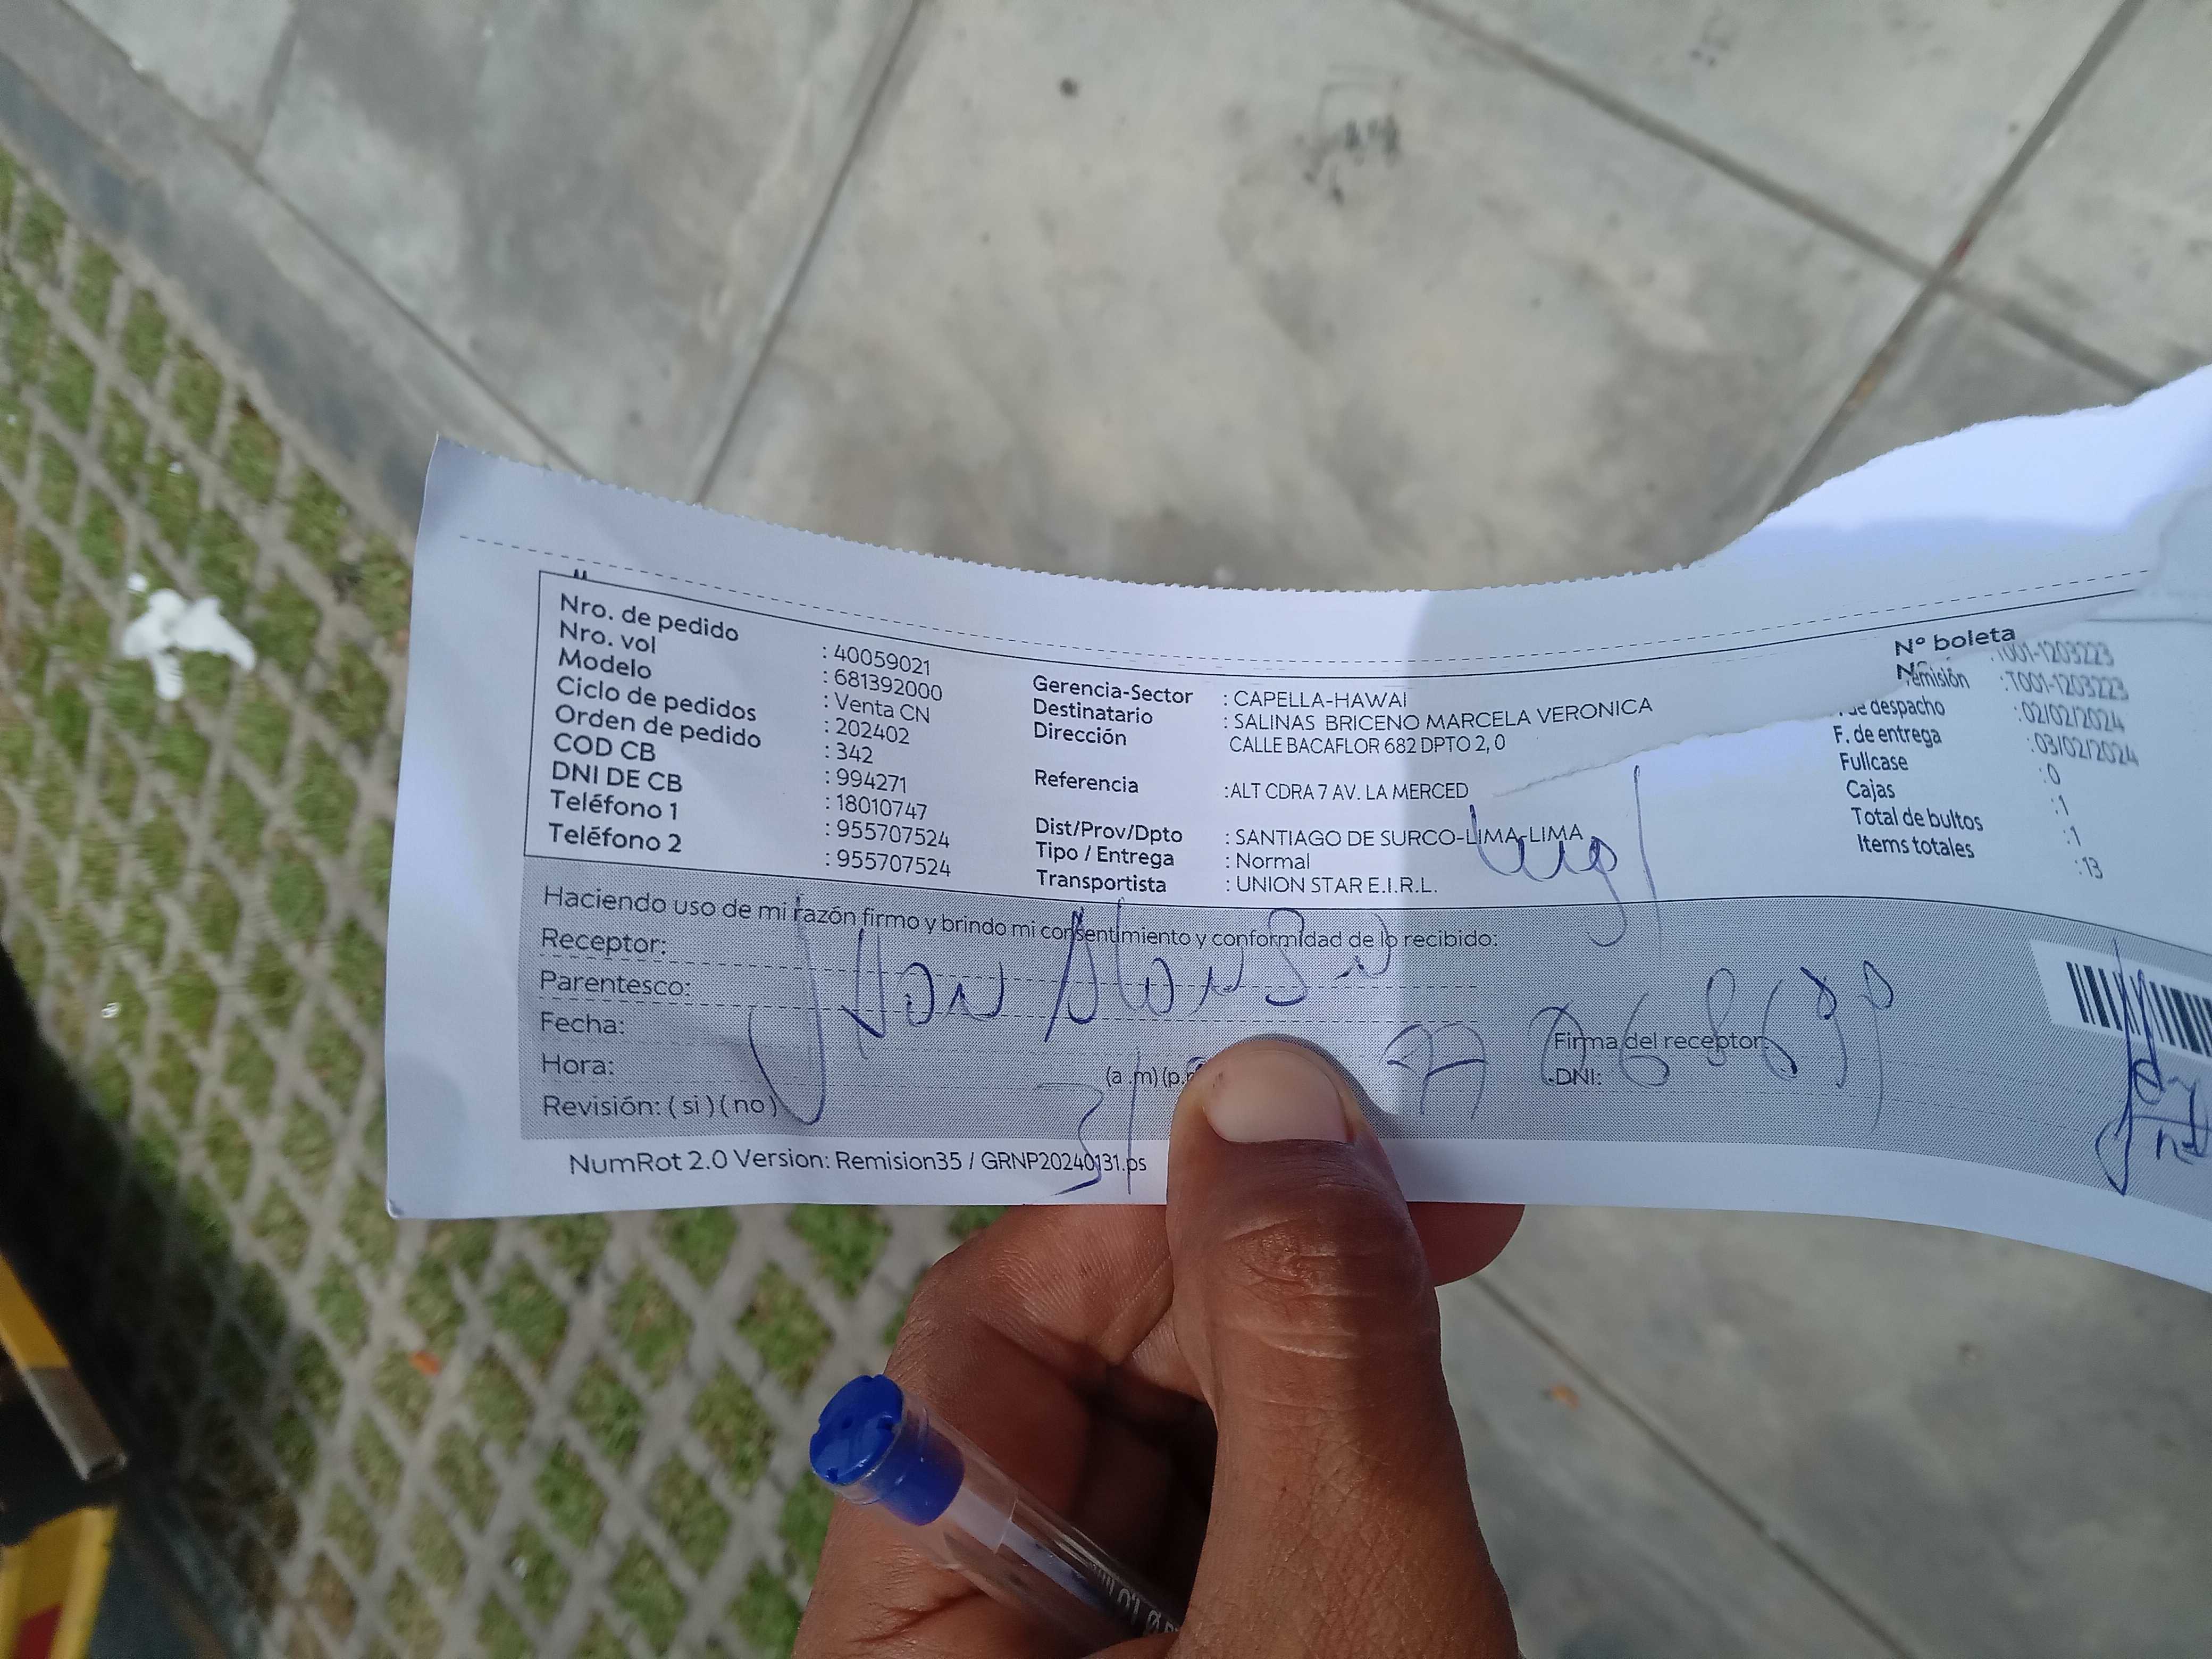 Nro. de pedido : 40059021
Nro. vol : 681392000
Modelo : Venta CN
Ciclo de pedidos : 202402
Orden de pedido : 342
COD CB : 994271
DNI DE CB : 18010747
Teléfono 1 : 955707524
Teléfono 2 : 955707524
Gerencia-Sector : CAPELLA-HAWAI
Destinatario : SALINAS BRICENO MARCELA VERONICA
Dirección CALLE BACAFLOR 682 DPTO 2, 0
Referencia :ALT CDRA 7 AV. LA MERCED
Dist/Prov/Dpto : SANTIAGO DE SURCO-LIMA-LIMA
Tipo / Entrega : Normal
Transportista : UNION STAR E.I.R.L.
N° boleta : T001-1203223
remisión :T001-1203223
de despacho :02/02/2024
F. de entrega :03/02/2024
Fullcase :0
Cajas :1
Total de bultos :1
Items totales :13
Haciendo uso de mi razón firmo y brindo mi consentimiento y conformidad de lo recibido:
Receptor:
Parentesco:
Jhon
Fecha:
Firma del receptor
Hora: (a.m)(p.
-DNI:
Revisión: ( si ) ( no )
NumRot 2.0 Version: Remision35 / GRNP20240131.ps